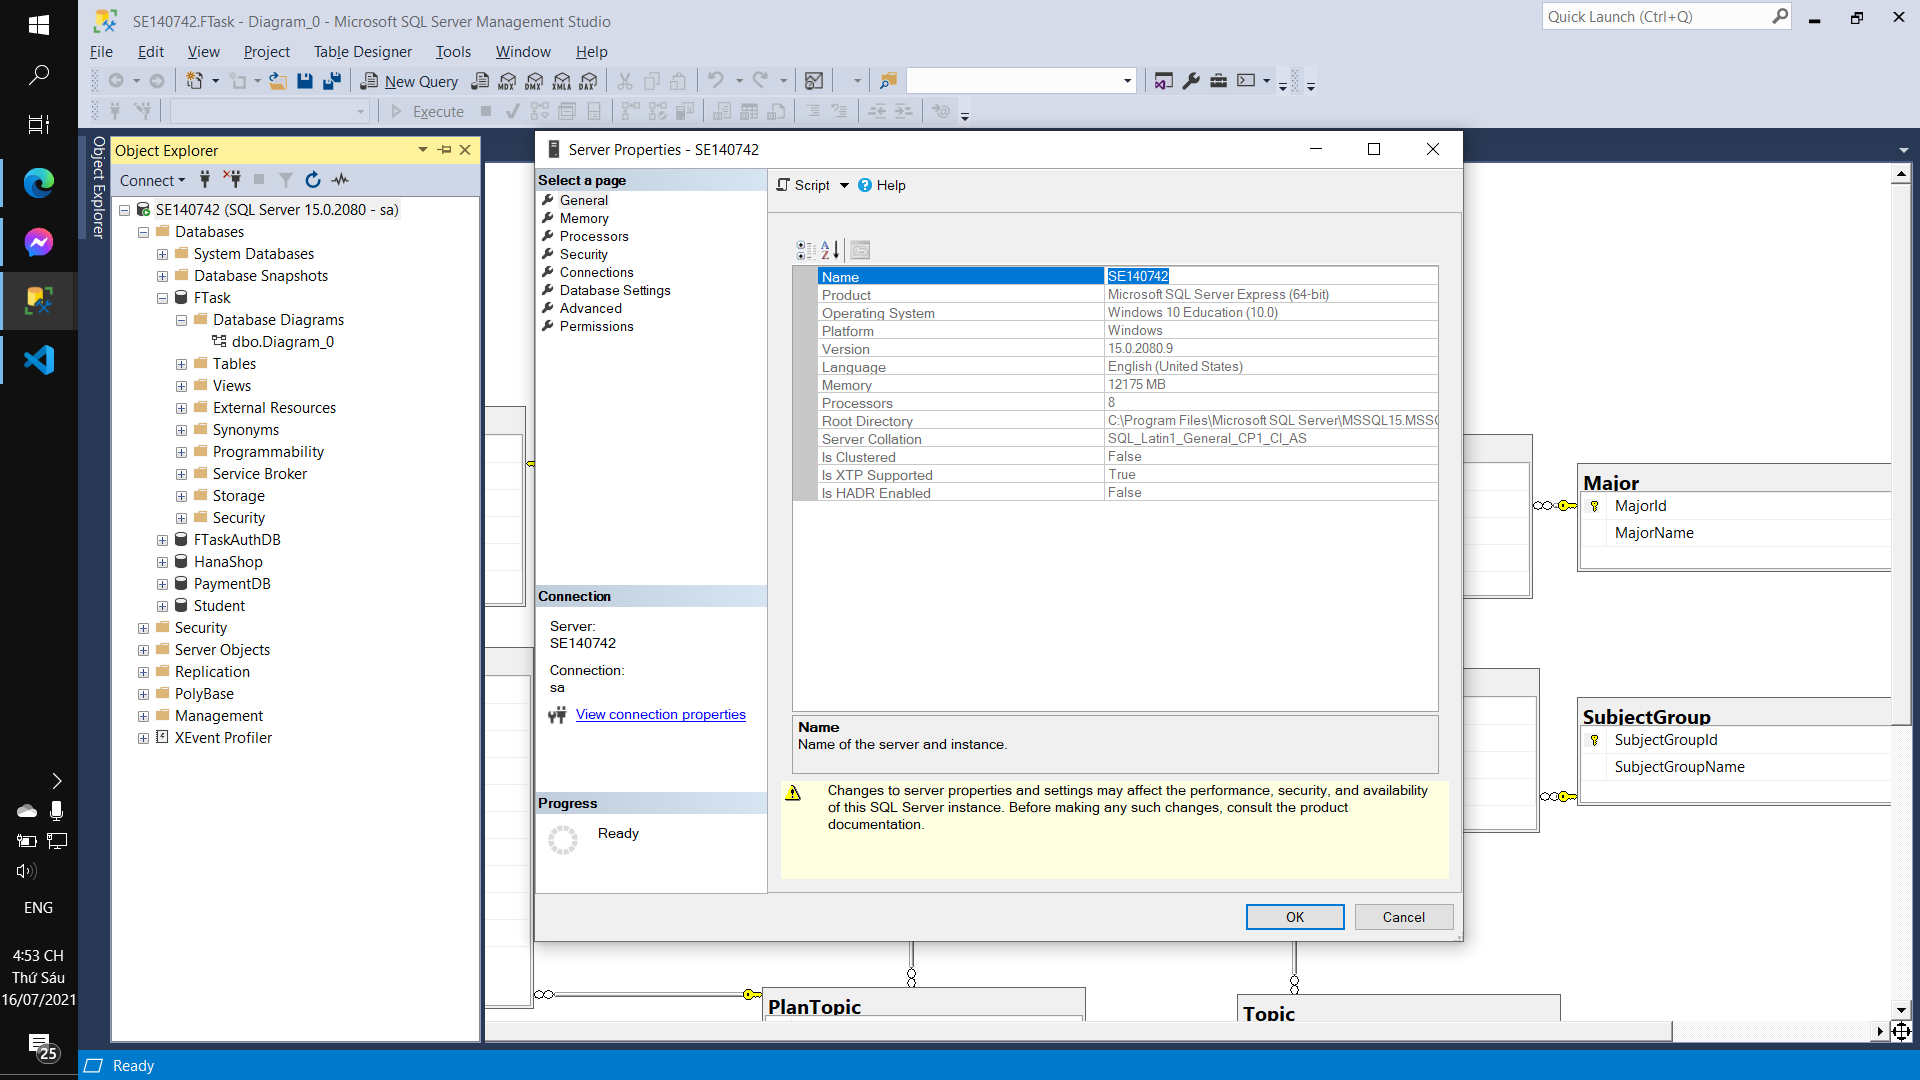 SE140742.FTask - Diagram_0 - Microsoft SQL Server Management Studio
Quick Launch (Ctrl+Q)
File Edit View Project Table Designer Tools Window Help
New Query MDX DMX XMLA DAX
Execute
Object Explorer
Object Explorer
Connect
SE140742 (SQL Server 15.0.2080 - sa)
Databases
System Databases
Database Snapshots
FTask
Database Diagrams
dbo.Diagram_0
Tables
Views
External Resources
Synonyms
Programmability
Service Broker
Storage
Security
FTaskAuthDB
HanaShop
PaymentDB
Student
Security
Server Objects
Replication
PolyBase
Management
XEvent Profiler
Server Properties - SE140742
Select a page
General
Memory
Processors
Security
Connections
Database Settings
Advanced
Permissions
Connection
Server:
SE140742
Connection:
sa
View connection properties
Progress
Ready
Script Help
Name SE140742
Product Microsoft SQL Server Express (64-bit)
Operating System Windows 10 Education (10.0)
Platform Windows
Version 15.0.2080.9
Language English (United States)
Memory 12175 MB
Processors 8
Root Directory C:\Program Files\Microsoft SQL Server\MSSQL15.MSSQ
Server Collation SQL_Latin1_General_CP1_CI_AS
Is Clustered False
Is XTP Supported True
Is HADR Enabled False
Name
Name of the server and instance.
Changes to server properties and settings may affect the performance, security, and availability
of this SQL Server instance. Before making any such changes, consult the product
documentation.
OK Cancel
Major
MajorId
MajorName
SubjectGroup
SubjectGroupId
SubjectGroupName
PlanTopic
Topic
ENG
4:53 CH
Thứ Sáu
16/07/2021
25
Ready